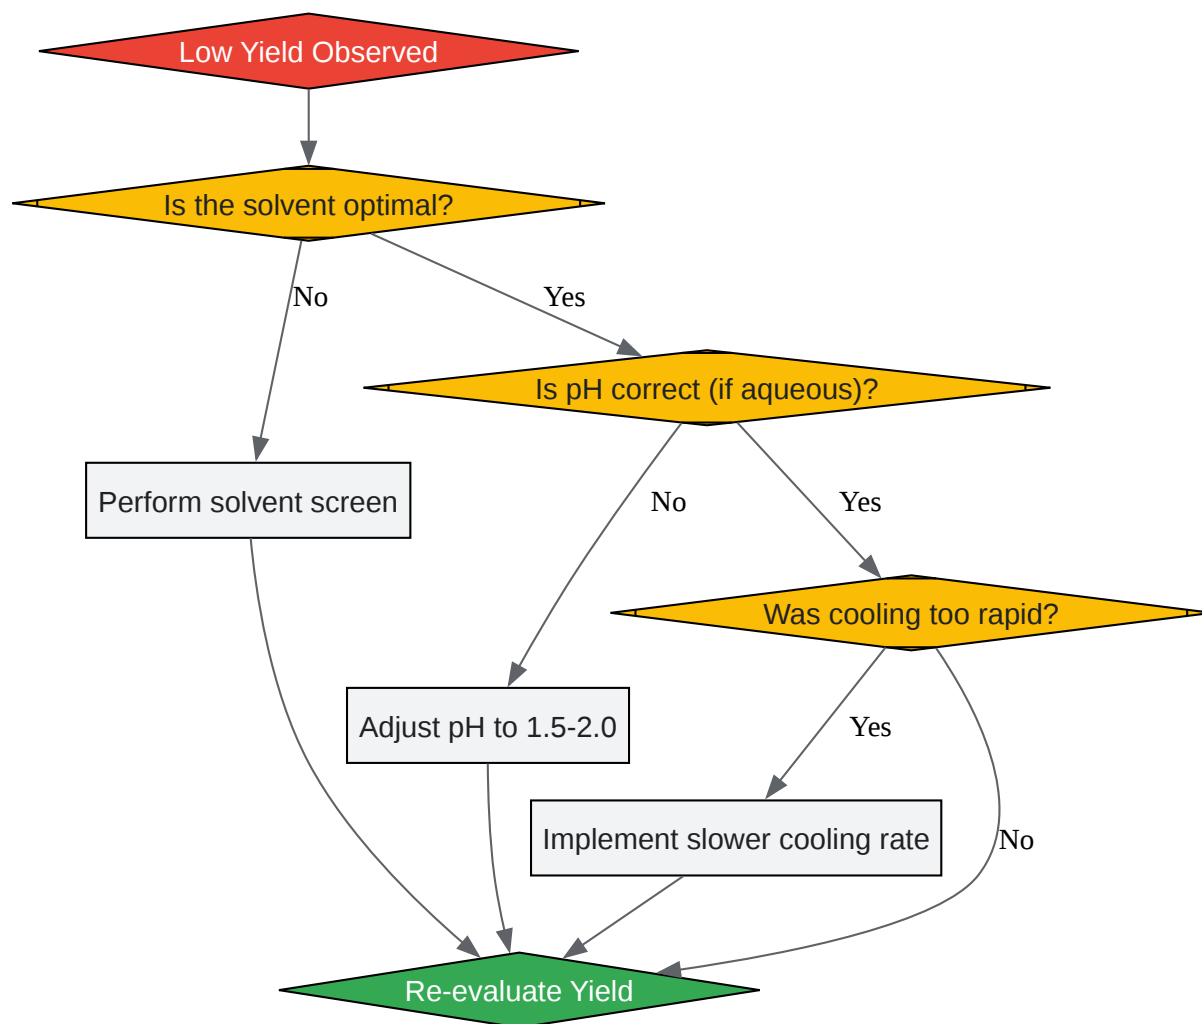 Low Yield Observed
Is the solvent optimal?
No
Yes
Is pH correct (if aqueous)?
Perform solvent screen
No
Yes
Was cooling too rapid?
Adjust pH to 1.5-2.0
Yes
Implement slower cooling rate
No
Re-evaluate Yield